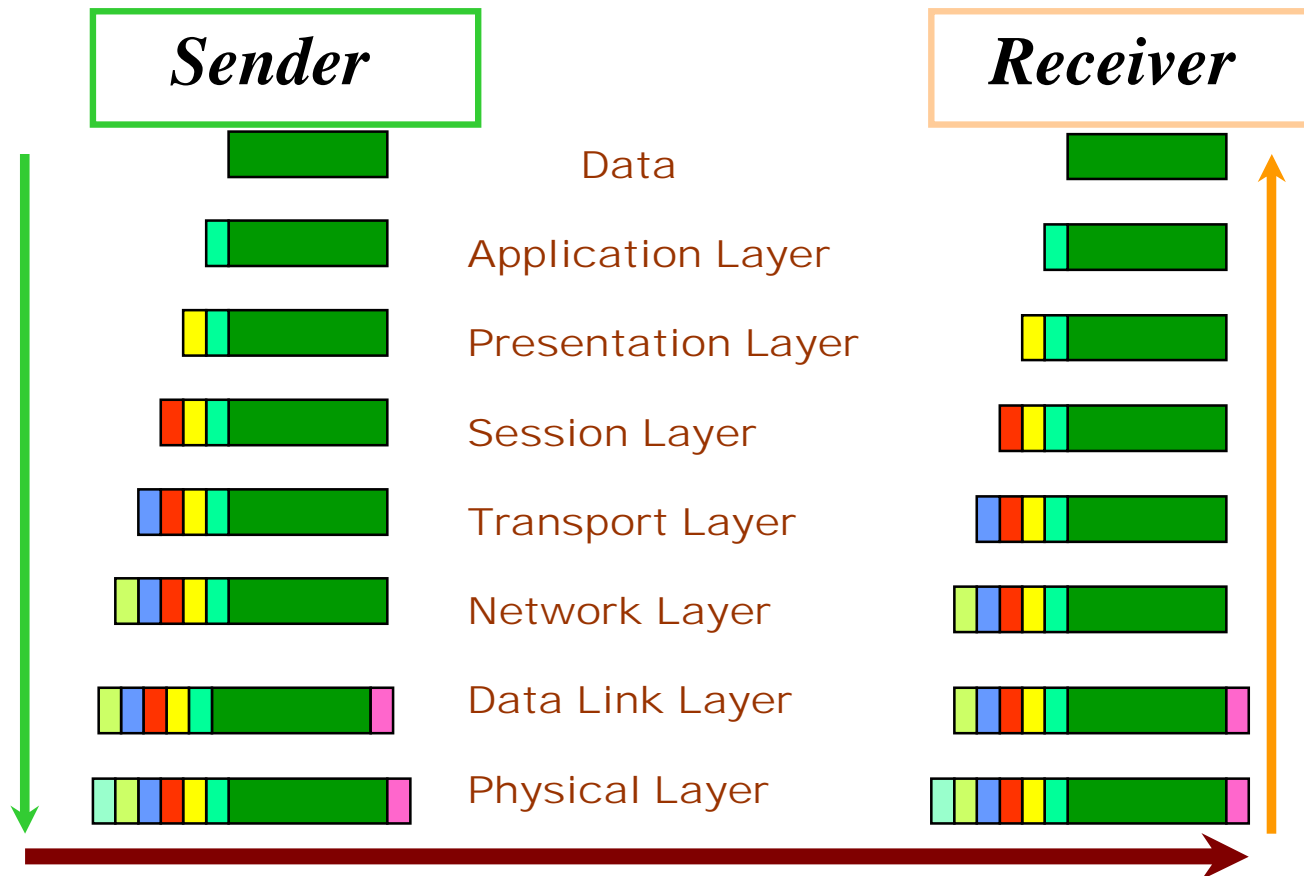 Sender
Receiver
Data
Application Layer
Presentation Layer
Session Layer
Transport Layer
Network Layer
Data Link Layer
Physical Layer